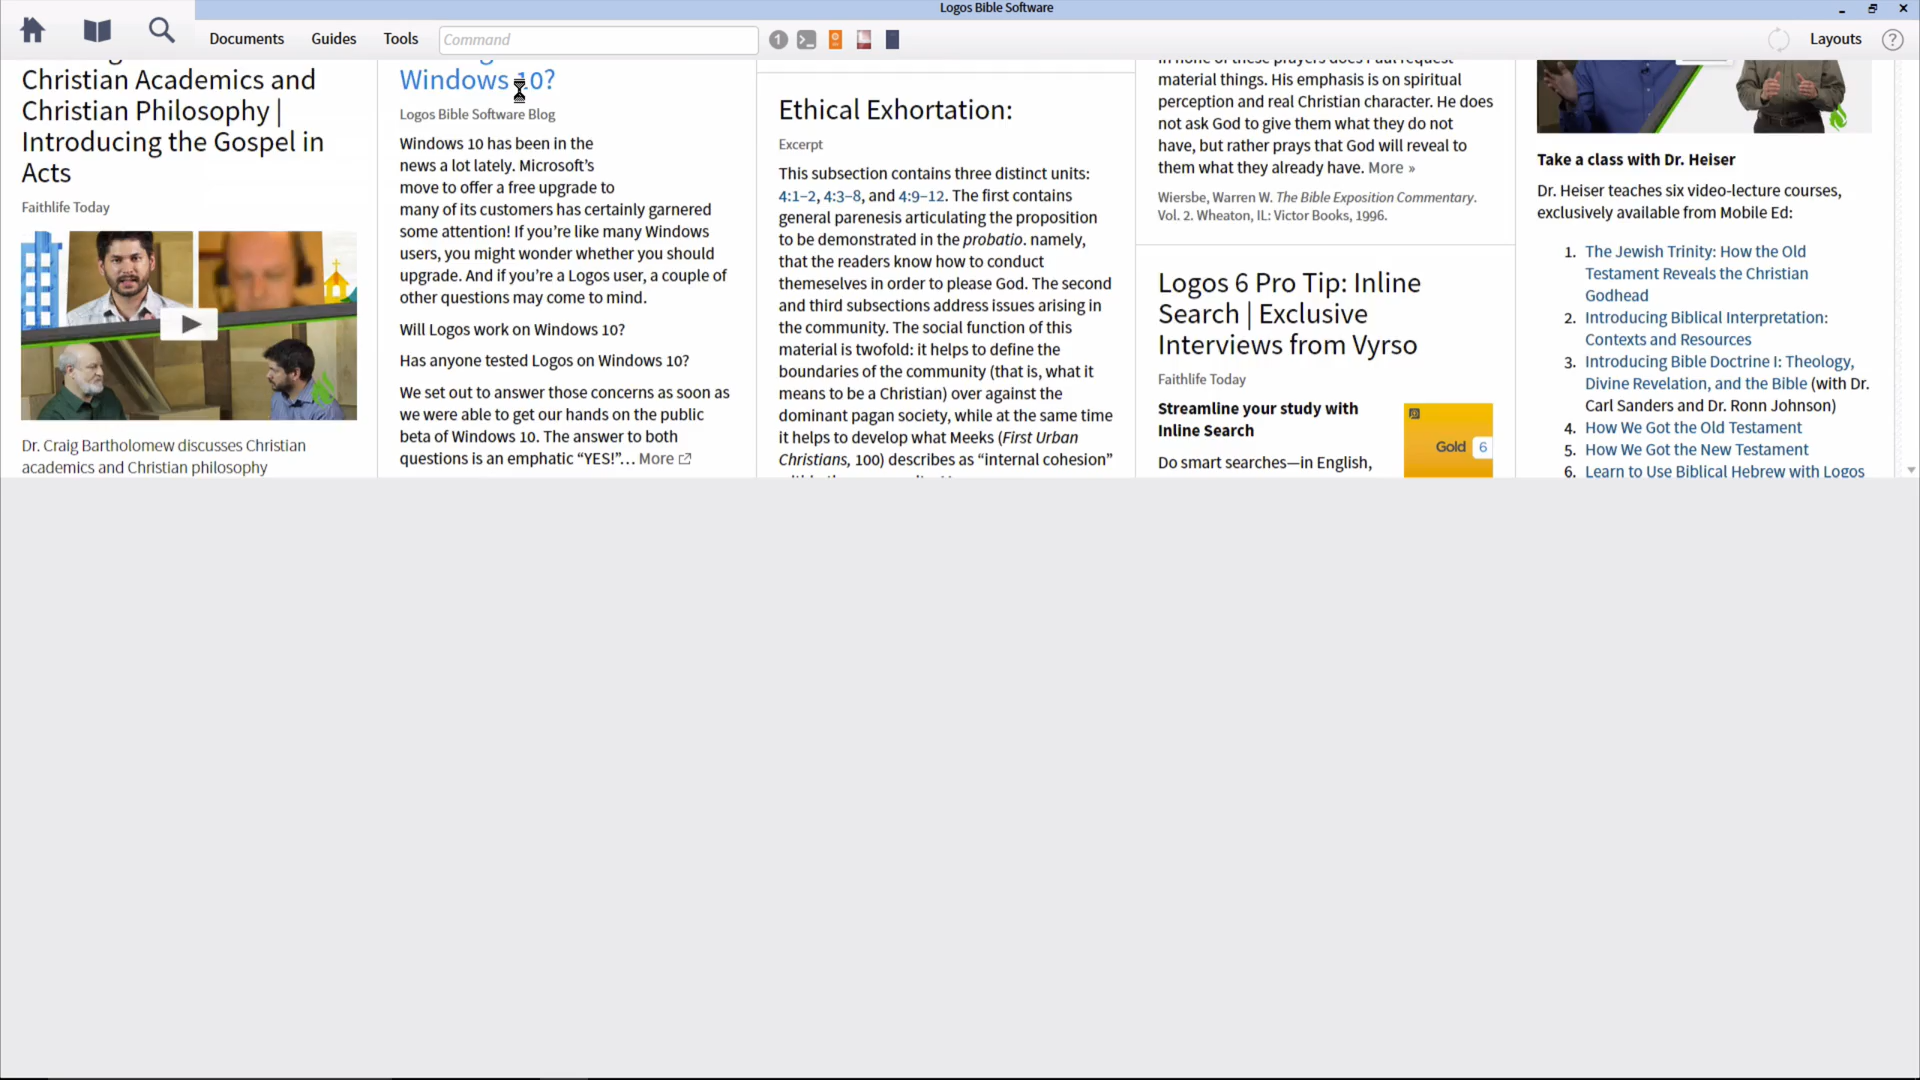 Logos Bible Software
Documents
Guides
Tools
Command
1
Layouts
?
Christian Academics and
Christian Philosophy |
Introducing the Gospel in
Acts
Faithlife Today
Dr. Craig Bartholomew discusses Christian
academics and Christian philosophy
Windows 10?
Logos Bible Software Blog
Windows 10 has been in the
news a lot lately. Microsoft’s
move to offer a free upgrade to
many of its customers has certainly garnered
some attention! If you’re like many Windows
users, you might wonder whether you should
upgrade. And if you’re a Logos user, a couple of
other questions may come to mind.
Will Logos work on Windows 10?
Has anyone tested Logos on Windows 10?
We set out to answer those concerns as soon as
we were able to get our hands on the public
beta of Windows 10. The answer to both
questions is an emphatic “YES!”… More
Ethical Exhortation:
Excerpt
This subsection contains three distinct units:
4:1–2, 4:3–8, and 4:9–12. The first contains
general parenesis articulating the proposition
to be demonstrated in the probatio. namely,
that the readers know how to conduct
themselves in order to please God. The second
and third subsections address issues arising in
the community. The social function of this
material is twofold: it helps to define the
boundaries of the community (that is, what it
means to be a Christian) over against the
dominant pagan society, while at the same time
it helps to develop what Meeks (First Urban
Christians, 100) describes as “internal cohesion”
In none of these prayers does Paul request
material things. His emphasis is on spiritual
perception and real Christian character. He does
not ask God to give them what they do not
have, but rather prays that God will reveal to
them what they already have. More »
Wiersbe, Warren W. The Bible Exposition Commentary.
Vol. 2. Wheaton, IL: Victor Books, 1996.
Logos 6 Pro Tip: Inline
Search | Exclusive
Interviews from Vyrso
Faithlife Today
Streamline your study with
Inline Search
Do smart searches—in English,
Gold 6
Take a class with Dr. Heiser
Dr. Heiser teaches six video-lecture courses,
exclusively available from Mobile Ed:
1. The Jewish Trinity: How the Old
Testament Reveals the Christian
Godhead
2. Introducing Biblical Interpretation:
Contexts and Resources
3. Introducing Bible Doctrine I: Theology,
Divine Revelation, and the Bible (with Dr.
Carl Sanders and Dr. Ronn Johnson)
4. How We Got the Old Testament
5. How We Got the New Testament
6. Learn to Use Biblical Hebrew with Logos